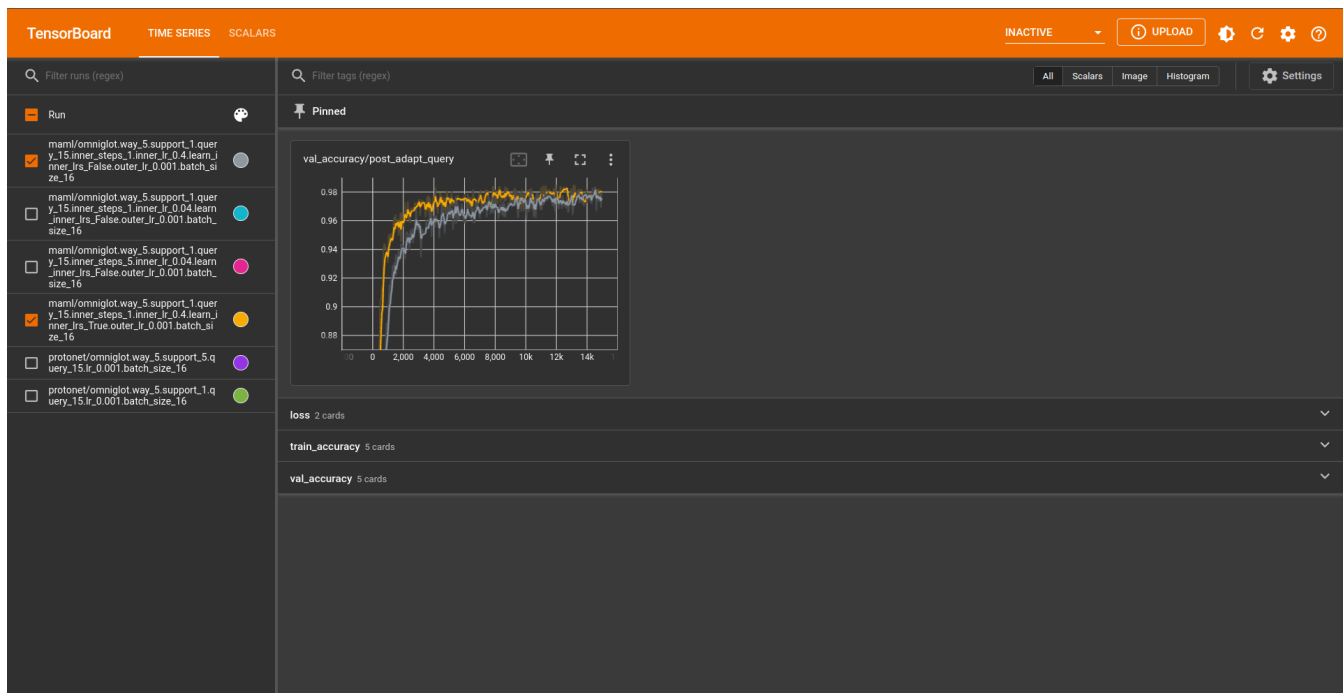 TensorBoard
TIME SERIES
SCALARS
INACTIVE
UPLOAD
Filter runs (regex)
Run
maml/omniglot.way_5.support_1.quer
y_15.inner_steps_1.inner_lr_0.4.learn_i
nner_lrs_False.outer_lr_0.001.batch_si
ze_16
maml/omniglot.way_5.support_1.quer
y_15.inner_steps_1.inner_lr_0.04.learn
_inner_lrs_False.outer_lr_0.001.batch_
size_16
maml/omniglot.way_5.support_1.quer
y_15.inner_steps_5.inner_lr_0.04.learn
_inner_lrs_False.outer_lr_0.001.batch_
size_16
maml/omniglot.way_5.support_1.quer
y_15.inner_steps_1.inner_lr_0.4.learn_i
nner_lrs_True.outer_lr_0.001.batch_si
ze_16
protonet/omniglot.way_5.support_5.q
uery_15.lr_0.001.batch_size_16
protonet/omniglot.way_5.support_1.q
uery_15.lr_0.001.batch_size_16
Filter tags (regex)
All
Scalars
Image
Histogram
Settings
Pinned
val_accuracy/post_adapt_query
0.98
0.96
0.94
0.92
0.9
0.88
0 2,000 4,000 6,000 8,000 10k 12k 14k
loss 2 cards
train_accuracy 5 cards
val_accuracy 5 cards